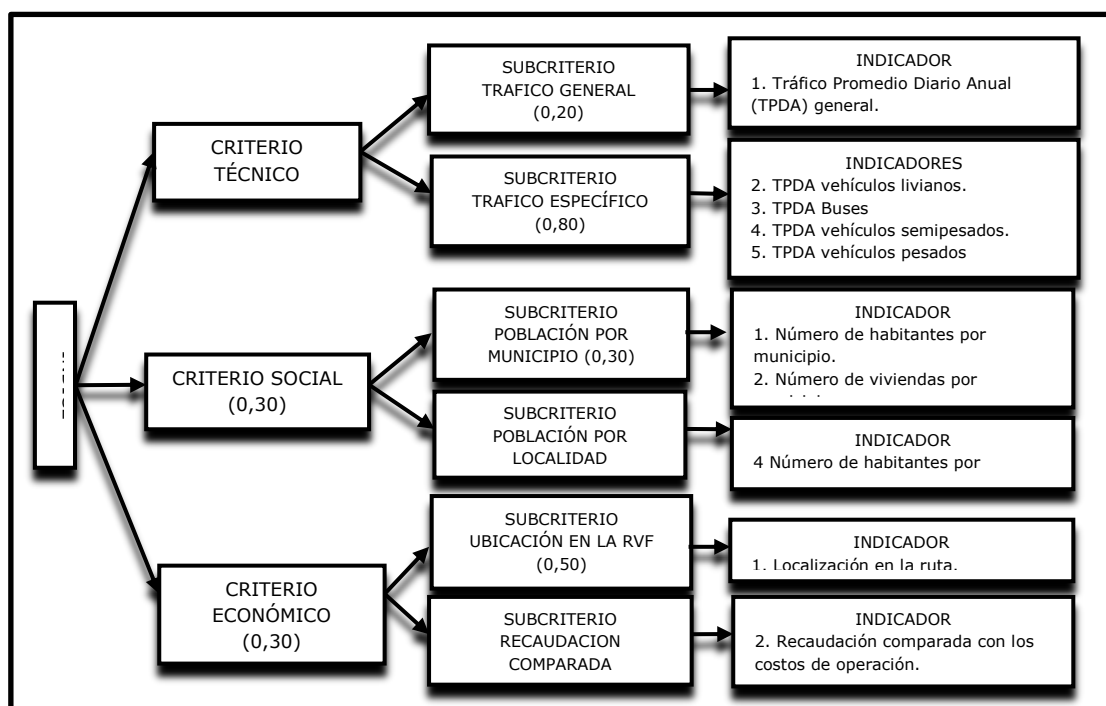 SUBCRITERIO
TRAFICO GENERAL
(0,20)
INDICADOR
1. Tráfico Promedio Diario Anual
(TPDA) general.
CRITERIO
TÉCNICO
SUBCRITERIO
TRAFICO ESPECÍFICO
(0,80)
INDICADORES
2. TPDA vehículos livianos.
3. TPDA Buses
4. TPDA vehículos semipesados.
5. TPDA vehículos pesados
CRITERIO SOCIAL
(0,30)
SUBCRITERIO
POBLACIÓN POR
MUNICIPIO (0,30)
INDICADOR
1. Número de habitantes por
municipio.
2. Número de viviendas por
SUBCRITERIO
POBLACIÓN POR
LOCALIDAD
INDICADOR
4 Número de habitantes por
CRITERIO
ECONÓMICO
(0,30)
SUBCRITERIO
UBICACIÓN EN LA RVF
(0,50)
INDICADOR
1. Localización en la ruta.
SUBCRITERIO
RECAUDACION
COMPARADA
INDICADOR
2. Recaudación comparada con los
costos de operación.